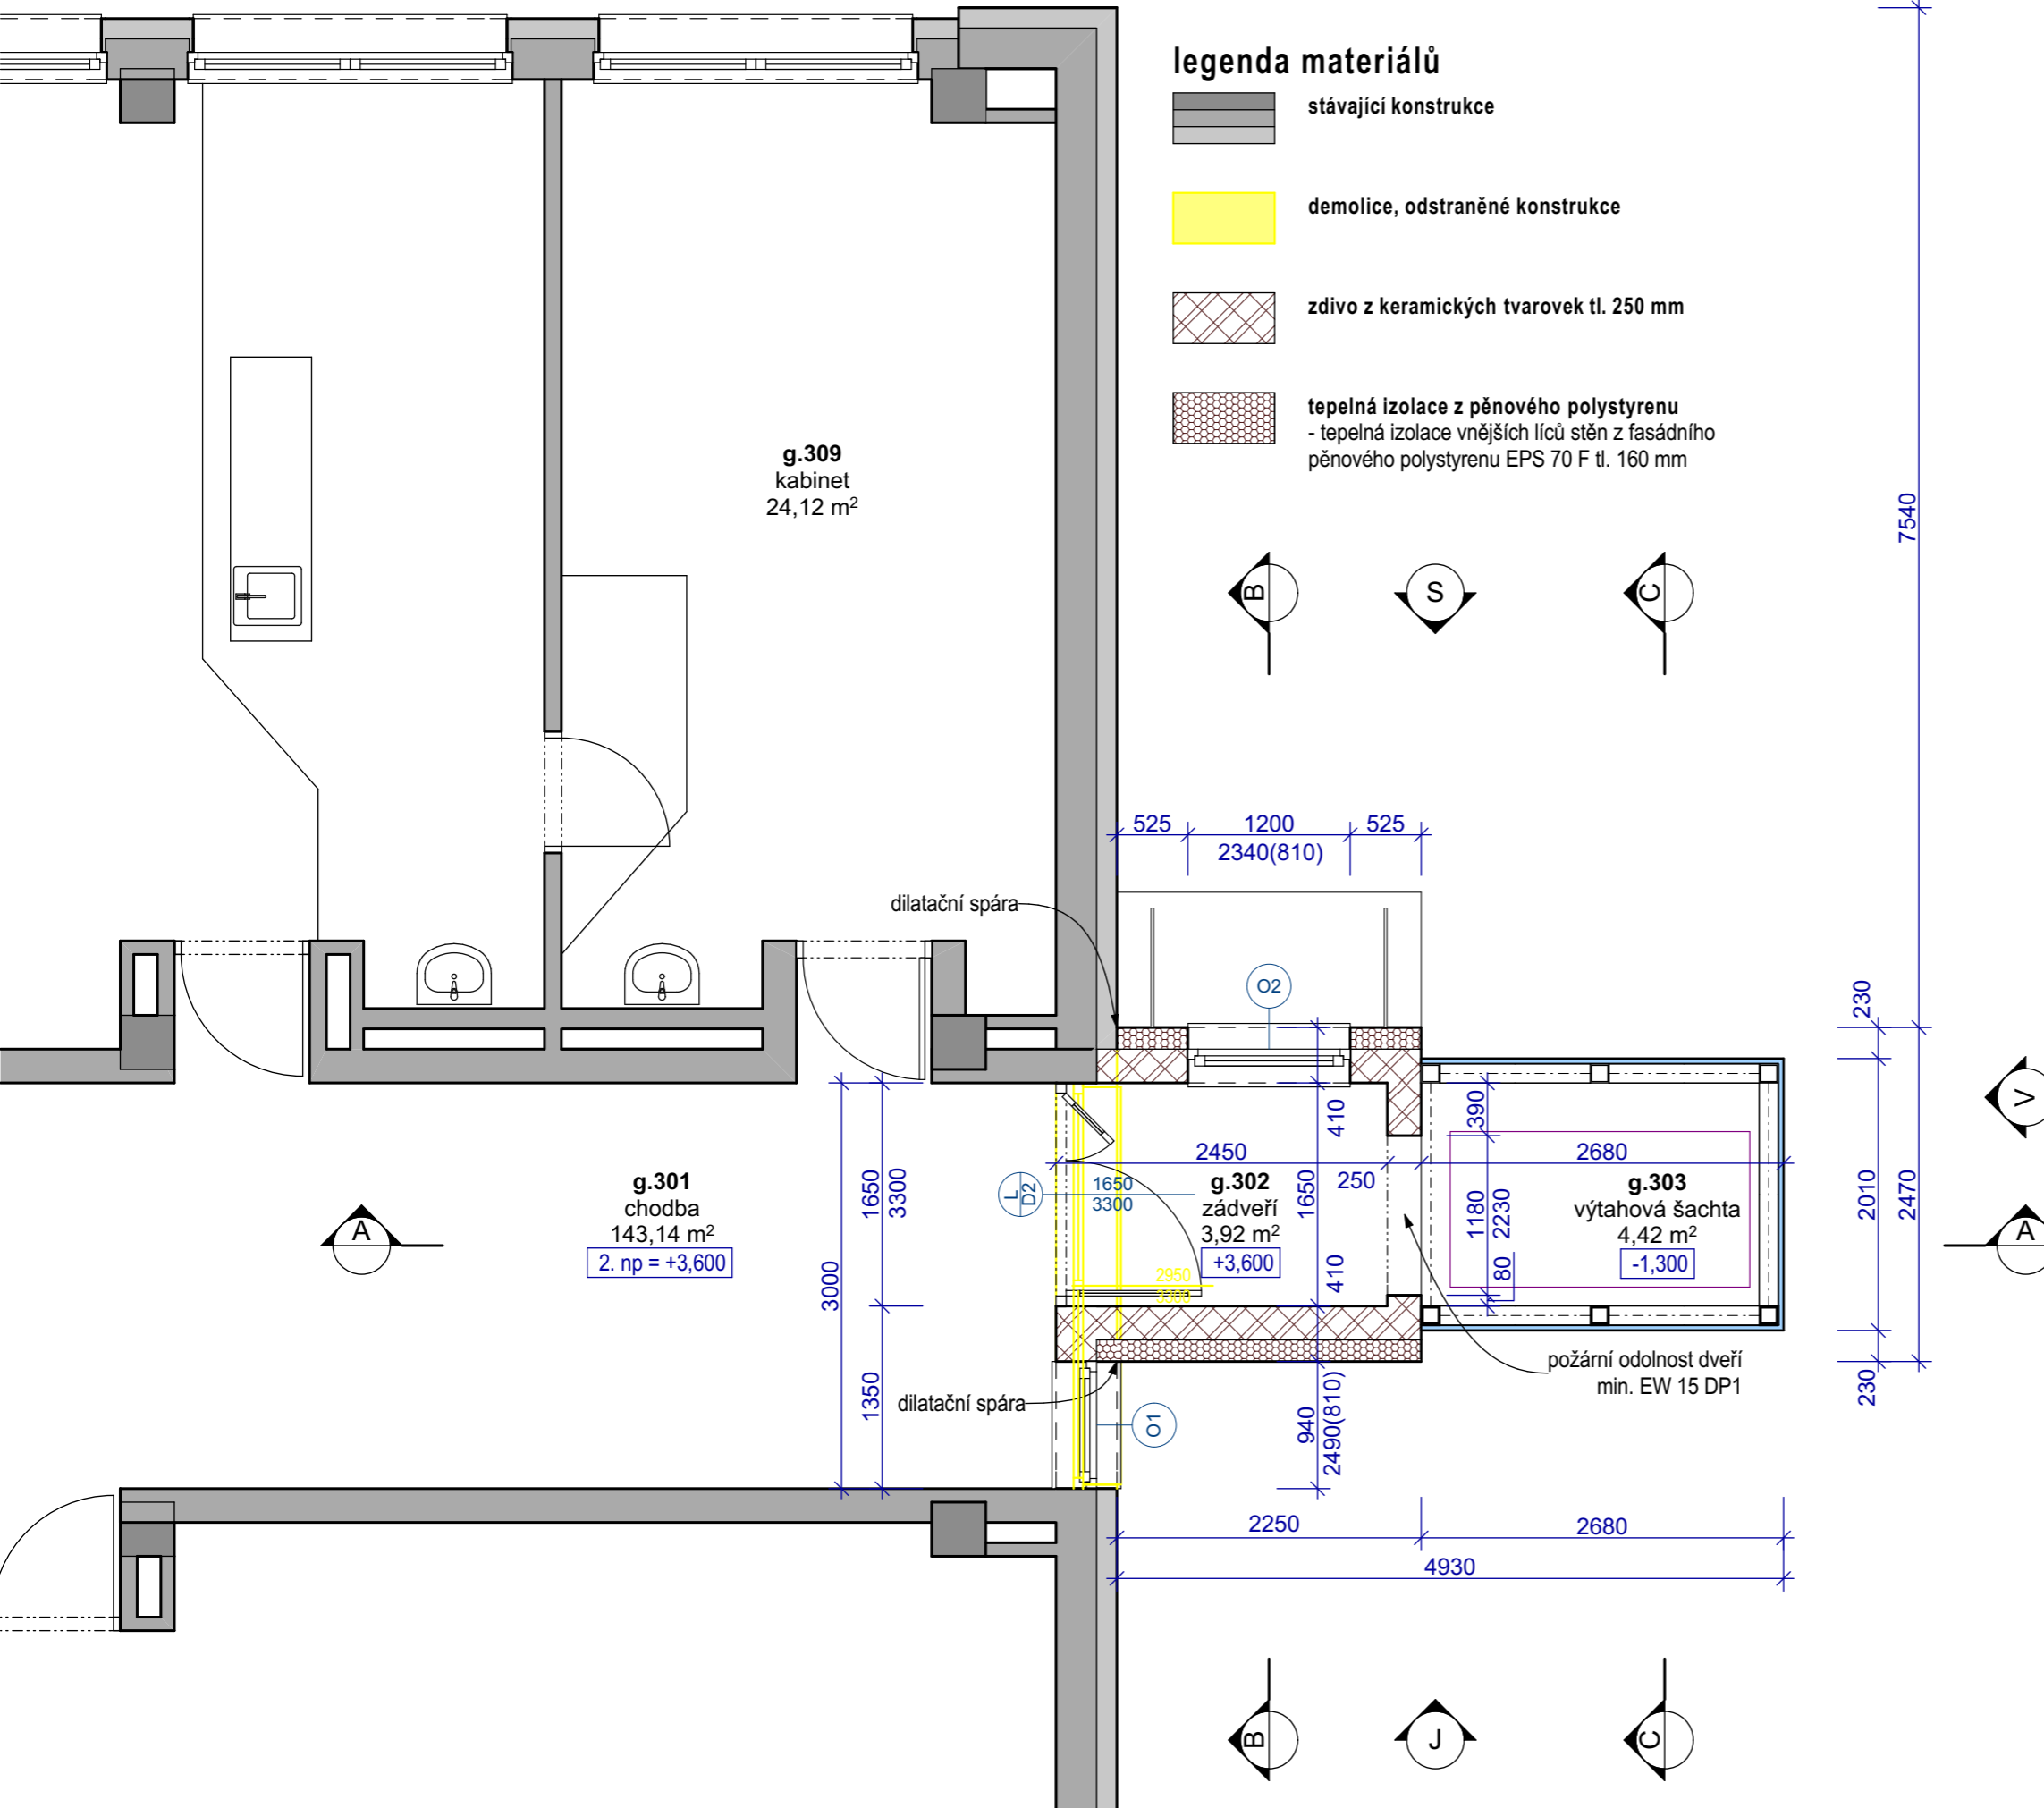 legenda materiálů
stávající konstrukce
demolice, odstraněné konstrukce
zdivo z keramických tvarovek tl. 250 mm
tepelná izolace z pěnového polystyrenu
- tepelná izolace vnějších líců stěn z fasádního
pěnového polystyrenu EPS 70 F tl. 160 mm
g.309
kabinet
24,12 m²
7540
B
S
C
525
1200
525
2340(810)
dilatační spára
O2
230
390
410
2450
250
2680
V
g.301
chodba
143,14 m²
2. np = +3,600
A
1650
3300
L
D2
1650
3300
g.302
zádveří
3,92 m²
+3,600
1650
1180
2230
g.303
výtahová šachta
4,42 m²
-1,300
2010
2470
A
3000
2950
3300
410
80
1350
dilatační spára
O1
940
2490(810)
požární odolnost dveří
min. EW 15 DP1
230
2250
2680
4930
B
J
C